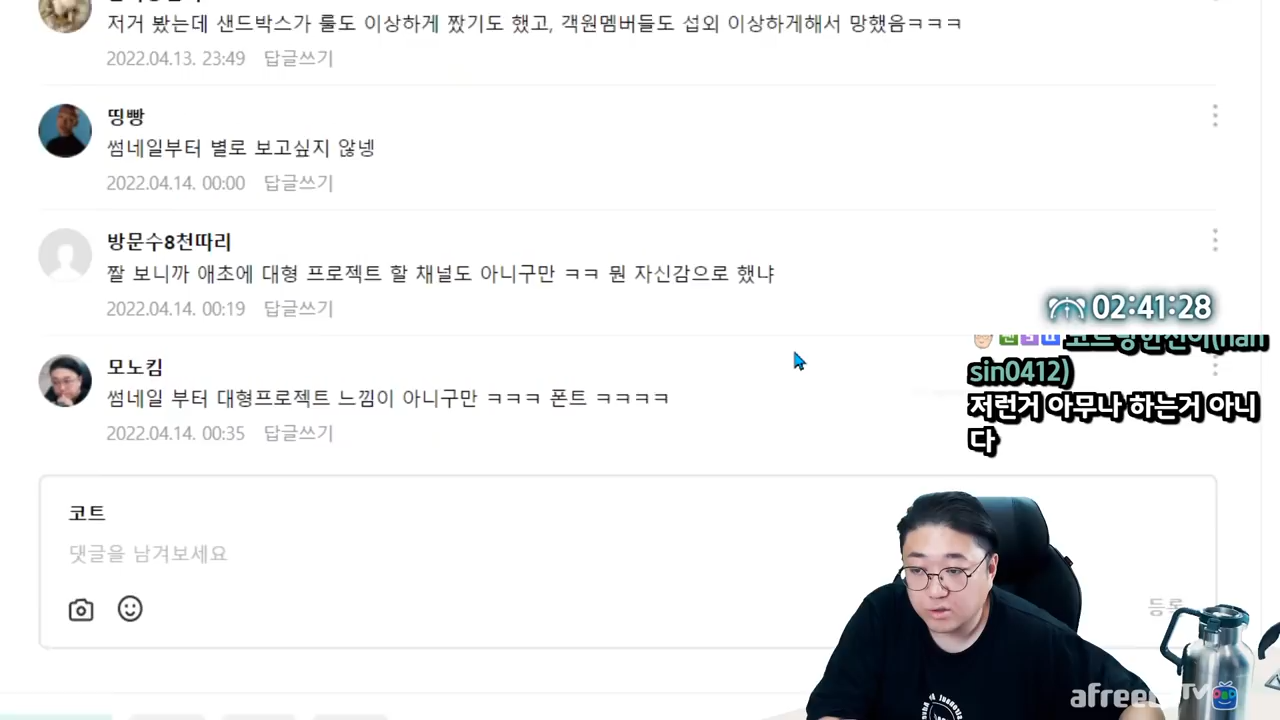 저거 봤는데 샌드박스가 룰도 이상하게 짰기도 했고, 객원멤버들도 섭외 이상하게해서 망했음ㅋㅋㅋ
2022.04.13. 23:49 답글쓰기
띵빵
썸네일부터 별로 보고싶지 않넹
2022.04.14. 00:00 답글쓰기
방문수8천따리
짤 보니까 애초에 대형 프로젝트 할 채널도 아니구만 ㅋㅋ 뭔 자신감으로 했냐
2022.04.14. 00:19 답글쓰기
02:41:28
모노킴
썸네일 부터 대형프로젝트 느낌이 아니구만 ㅋㅋㅋ 폰트 ㅋㅋㅋㅋ
2022.04.14. 00:35 답글쓰기
sin0412)
저런거 아무나 하는거 아니
다
코트
댓글을 남겨보세요
등록
afreecaTV